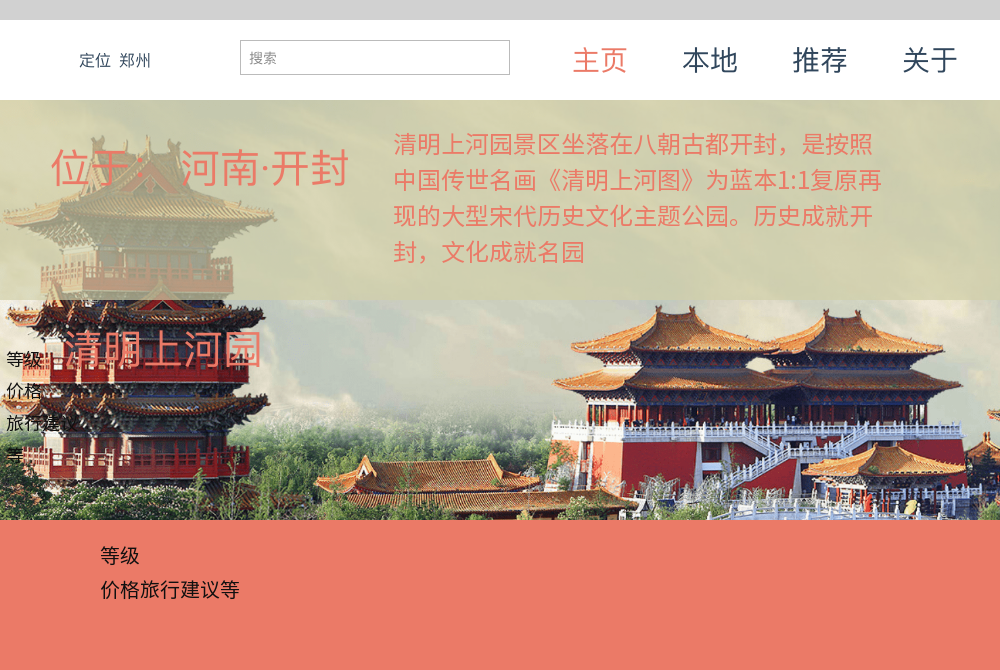 定位 郑州
搜索
主页
本地
推荐
关于
位于：河南·开封
清明上河园景区坐落在八朝古都开封，是按照
中国传世名画《清明上河图》为蓝本1:1复原再
现的大型宋代历史文化主题公园。历史成就开
封，文化成就名园
清明上河园
等级
价格
旅行建议
等
等级
价格旅行建议等